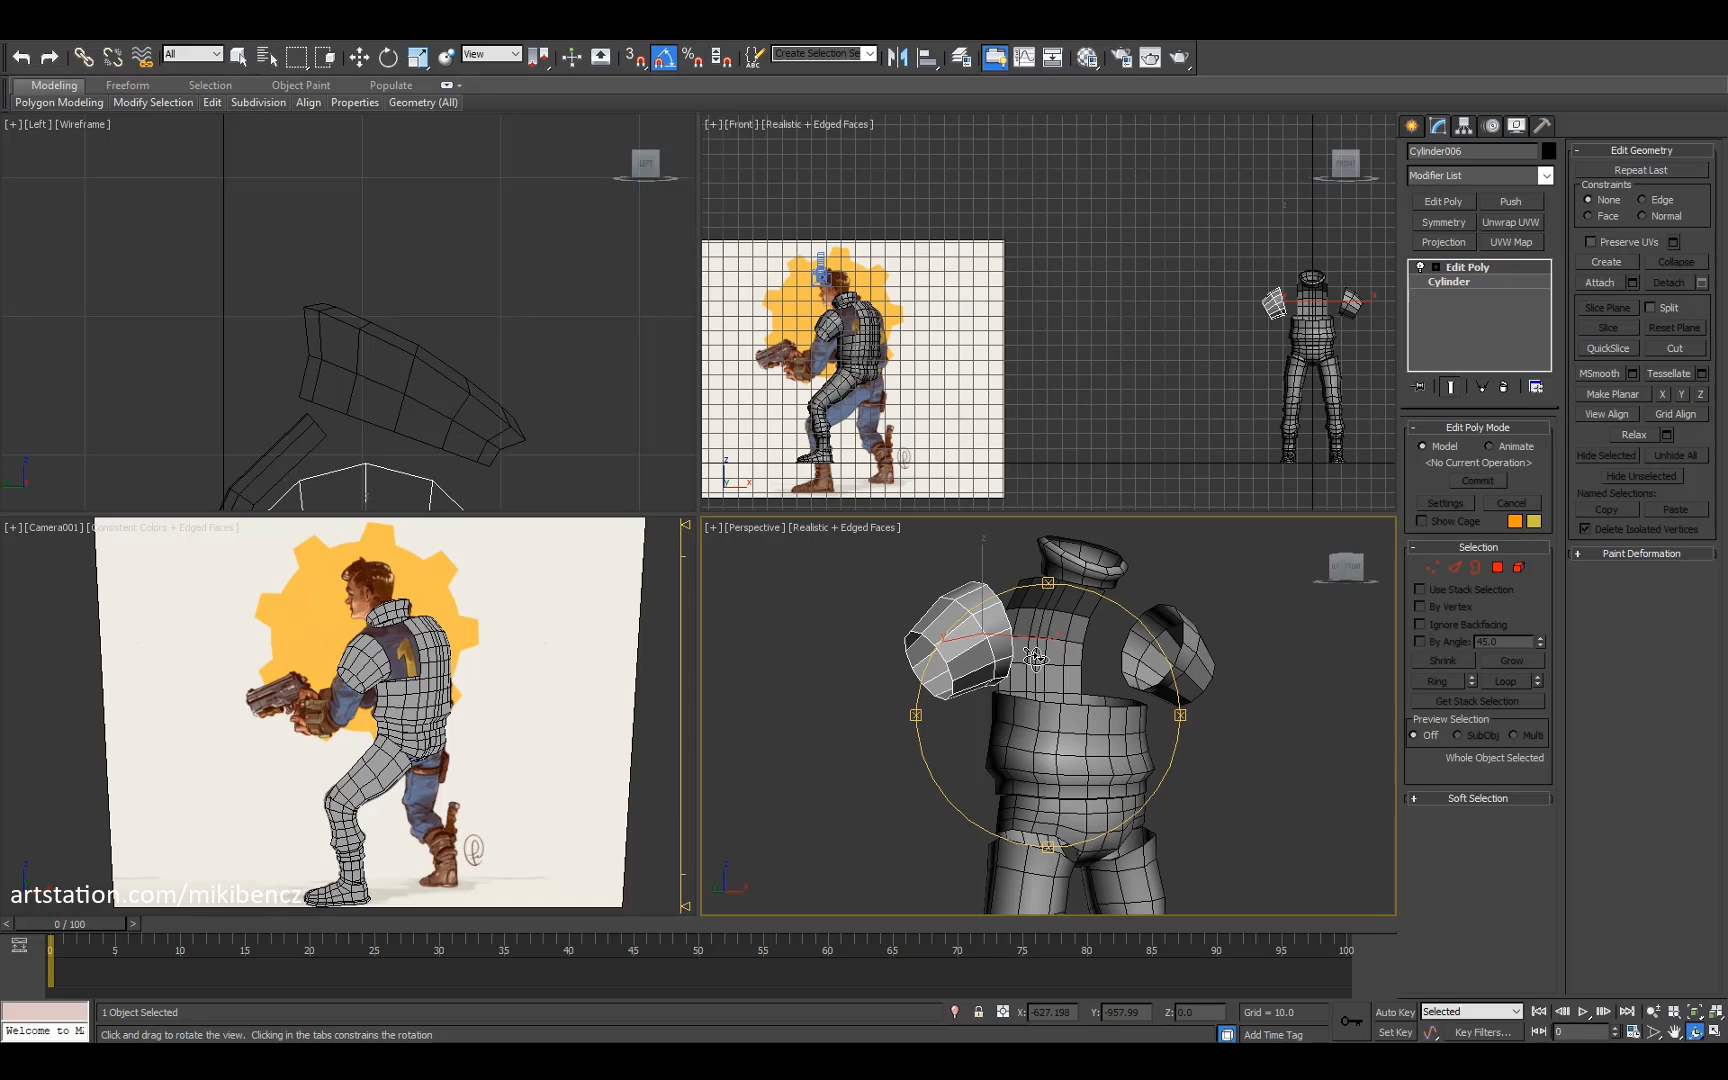 All
View
3
%
ABC
Create Selection Se
Modeling Freeform Selection Object Paint Populate
Polygon Modeling Modify Selection Edit Subdivision Align Properties Geometry (All)
[+] [Left] [Wireframe]
LEFT
[+] [Front] [Realistic + Edged Faces]
FRONT
[+] [Camera001] [Consistent Colors + Edged Faces]
1
artstation.com/mikibencz
[+] [Perspective] [Realistic + Edged Faces]
FRONT
Cylinder006
Modifier List
Edit Poly Push
Symmetry Unwrap UVW
Projection UVW Map
Edit Poly
Cylinder
Edit Poly Mode
Model Animate
<No Current Operation>
Commit
Settings Cancel
Show Cage
Selection
Use Stack Selection
By Vertex
Ignore Backfacing
By Angle: 45.0
Shrink Grow
Ring Loop
Get Stack Selection
Preview Selection
Off SubObj Multi
Whole Object Selected
Soft Selection
Edit Geometry
Repeat Last
Constraints
None Edge
Face Normal
Preserve UVs
Create Collapse
Attach Detach
Slice Plane Split
Slice Reset Plane
QuickSlice Cut
MSmooth Tessellate
Make Planar X Y Z
View Align Grid Align
Relax
Hide Selected Unhide All
Hide Unselected
Named Selections:
Copy Paste
Delete Isolated Vertices
Paint Deformation
< 0 / 100 >
0 5 10 15 20 25 30 35 40 45 50 55 60 65 70 75 80 85 90 95 100
1 Object Selected
X: -627.198 Y: -957.99 Z: 0.0 Grid = 10.0
Auto Key Selected
Welcome to M
Click and drag to rotate the view. Clicking in the tabs constrains the rotation
Add Time Tag
Set Key Key Filters... 0